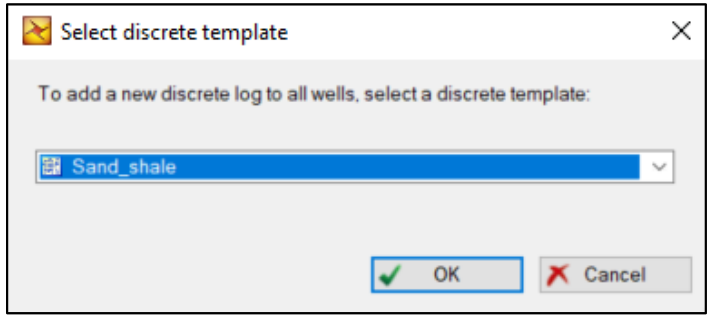 Select discrete template
To add a new discrete log to all wells, select a discrete template:
Sand_shale
OK
Cancel